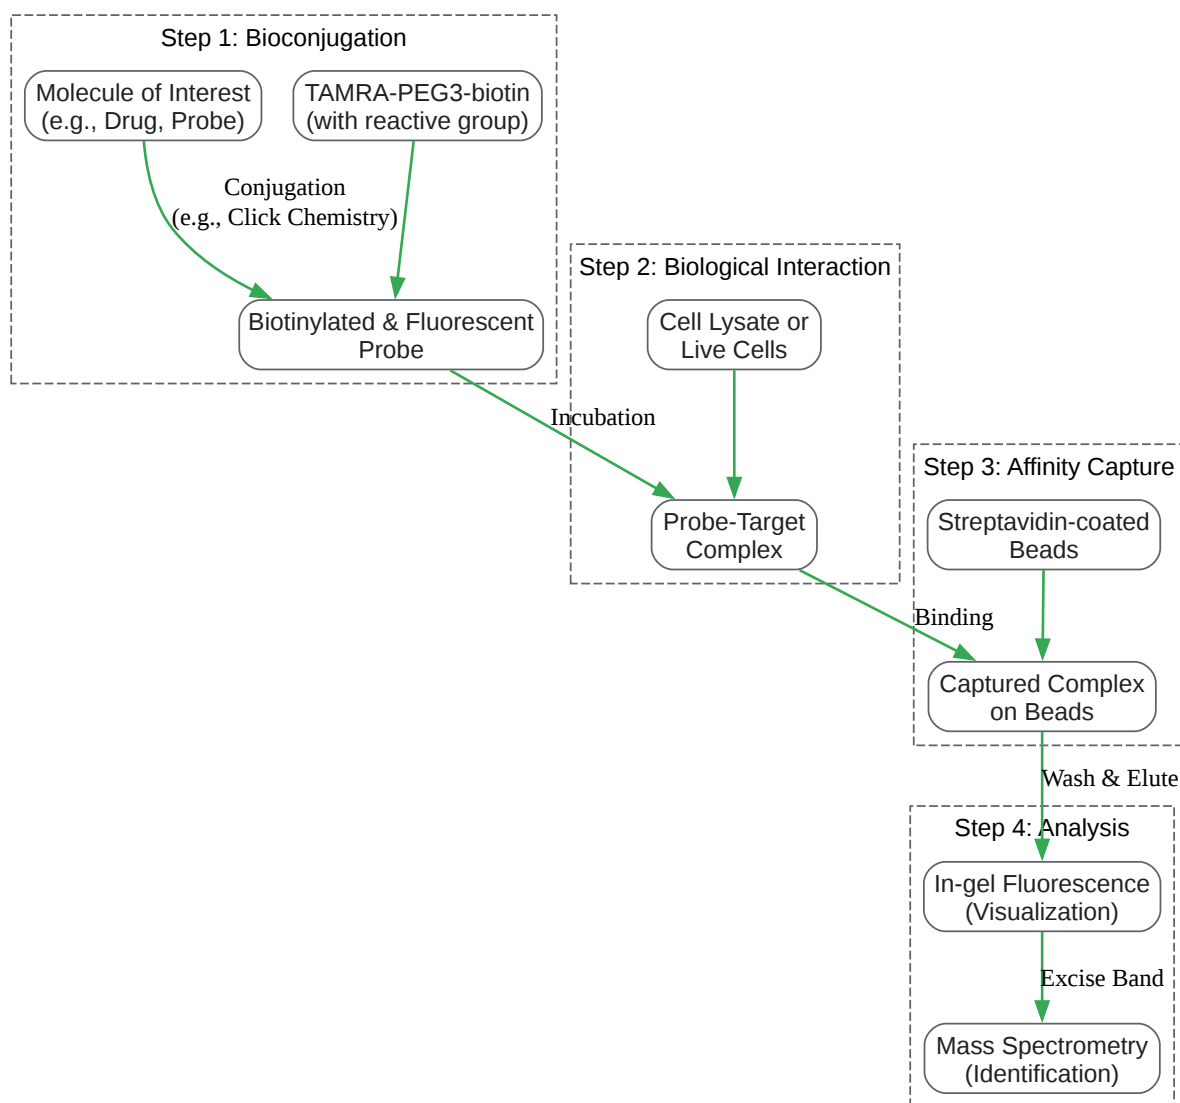 Step 1: Bioconjugation
Molecule of Interest
(e.g., Drug, Probe)
TAMRA-PEG3-biotin
(with reactive group)
Conjugation
(e.g., Click Chemistry)
Biotinylated & Fluorescent
Probe
Step 2: Biological Interaction
Cell Lysate or
Live Cells
Incubation
Probe-Target
Complex
Step 3: Affinity Capture
Streptavidin-coated
Beads
Binding
Captured Complex
on Beads
Wash & Elute
Step 4: Analysis
In-gel Fluorescence
(Visualization)
Excise Band
Mass Spectrometry
(Identification)